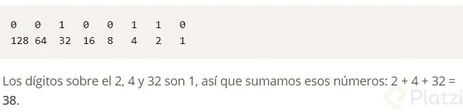 0 0 1 0 0 1 1 0
128 64 32 16 8 4 2 1
Los dígitos sobre el 2, 4 y 32 son 1, así que sumamos esos números: 2 + 4 + 32 =
38.
Platzi